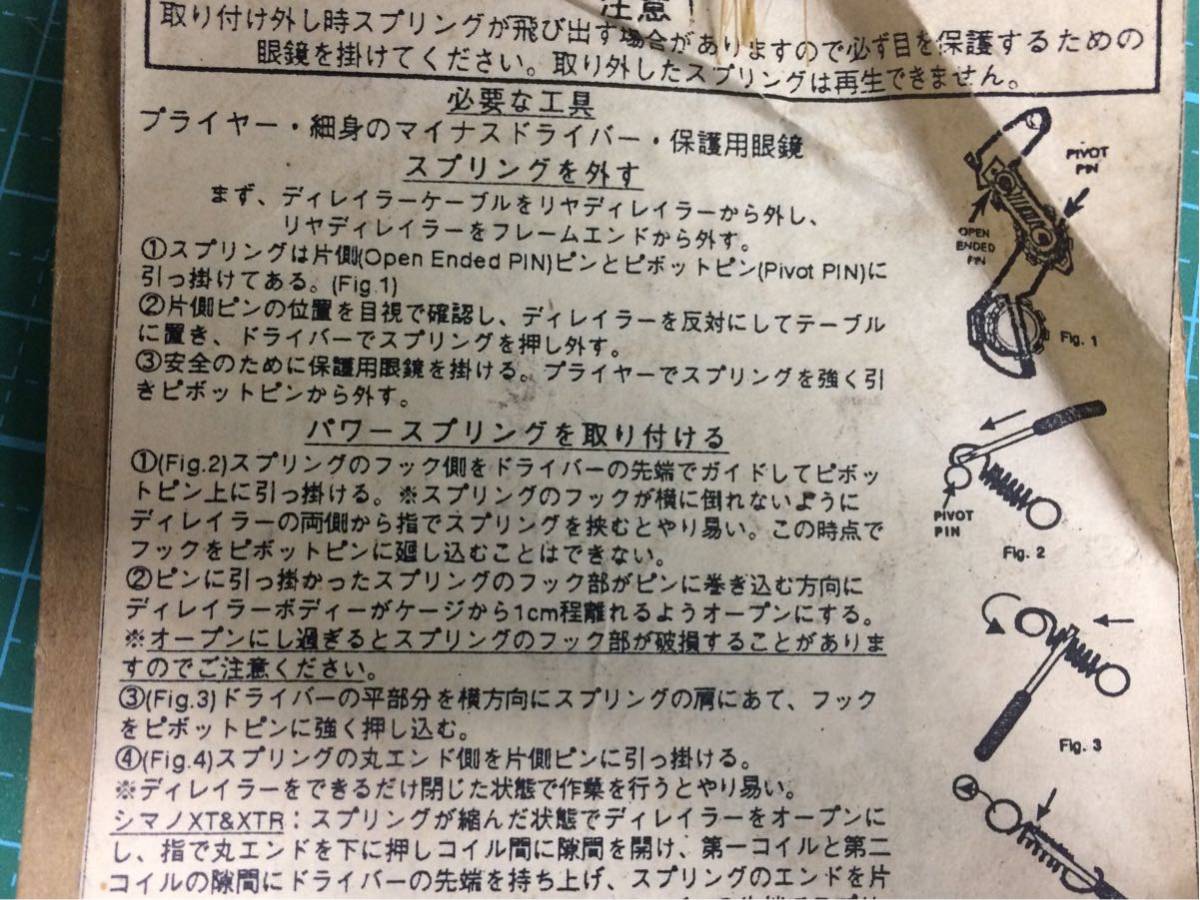 注意！
取り付け外し時スプリングが飛び出す場合がありますので必ず目を保護するための
眼鏡を掛けてください。取り外したスプリングは再生できません。
必要な工具
プライヤー・細身のマイナスドライバー・保護用眼鏡
スプリングを外す
まず、ディレイラーケーブルをリヤディレイラーから外し、
リヤディレイラーをフレームエンドから外す。
①スプリングは片側(Open Ended PIN)ピンとピボットピン(Pivot PIN)に
引っ掛けてある。(Fig.1)
②片側ピンの位置を目視で確認し、ディレイラーを反対にしてテーブル
に置き、ドライバーでスプリングを押し外す。
③安全のために保護用眼鏡を掛ける。プライヤーでスプリングを強く引
きピボットピンから外す。
PIVOT
PIN
OPEN
ENDED
PIN
Fig. 1
パワースプリングを取り付ける
①(Fig.2)スプリングのフック側をドライバーの先端でガイドしてピボッ
トピン上に引っ掛ける。※スプリングのフックが横に倒れないように
ディレイラーの両側から指でスプリングを挟むとやり易い。この時点で
フックをピボットピンに廻し込むことはできない。
②ピンに引っ掛かったスプリングのフック部がピンに巻き込む方向に
ディレイラーボディーがケージから1cm程離れるようオープンにする。
※オープンにし過ぎるとスプリングのフック部が破損することがありま
すのでご注意ください。
③(Fig.3)ドライバーの平部分を横方向にスプリングの肩にあて、フック
をピボットピンに強く押し込む。
④(Fig.4)スプリングの丸エンド側を片側ピンに引っ掛ける。
※ディレイラーをできるだけ閉じた状態で作業を行うとやり易い。
シマノXT&XTR：スプリングが縮んだ状態でディレイラーをオープンに
し、指で丸エンドを下に押しコイル間に隙間を開け、第一コイルと第二
コイルの隙間にドライバーの先端を持ち上げ、スプリングのエンドを片
PIVOT
PIN
Fig. 2
Fig. 3